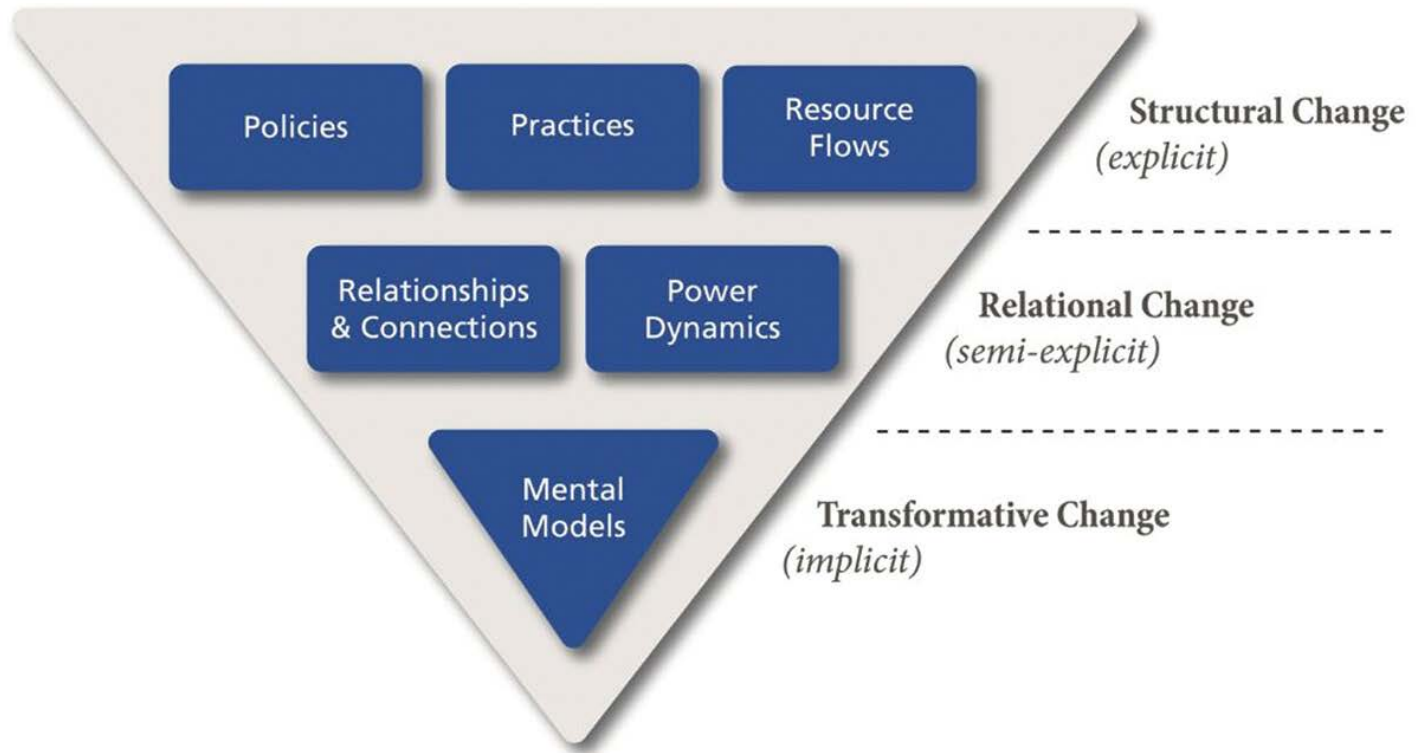 Policies
Practices
Resource
Flows
Structural Change
(explicit)
Relationships
& Connections
Power
Dynamics
Relational Change
(semi-explicit)
Mental
Models
Transformative Change
(implicit)